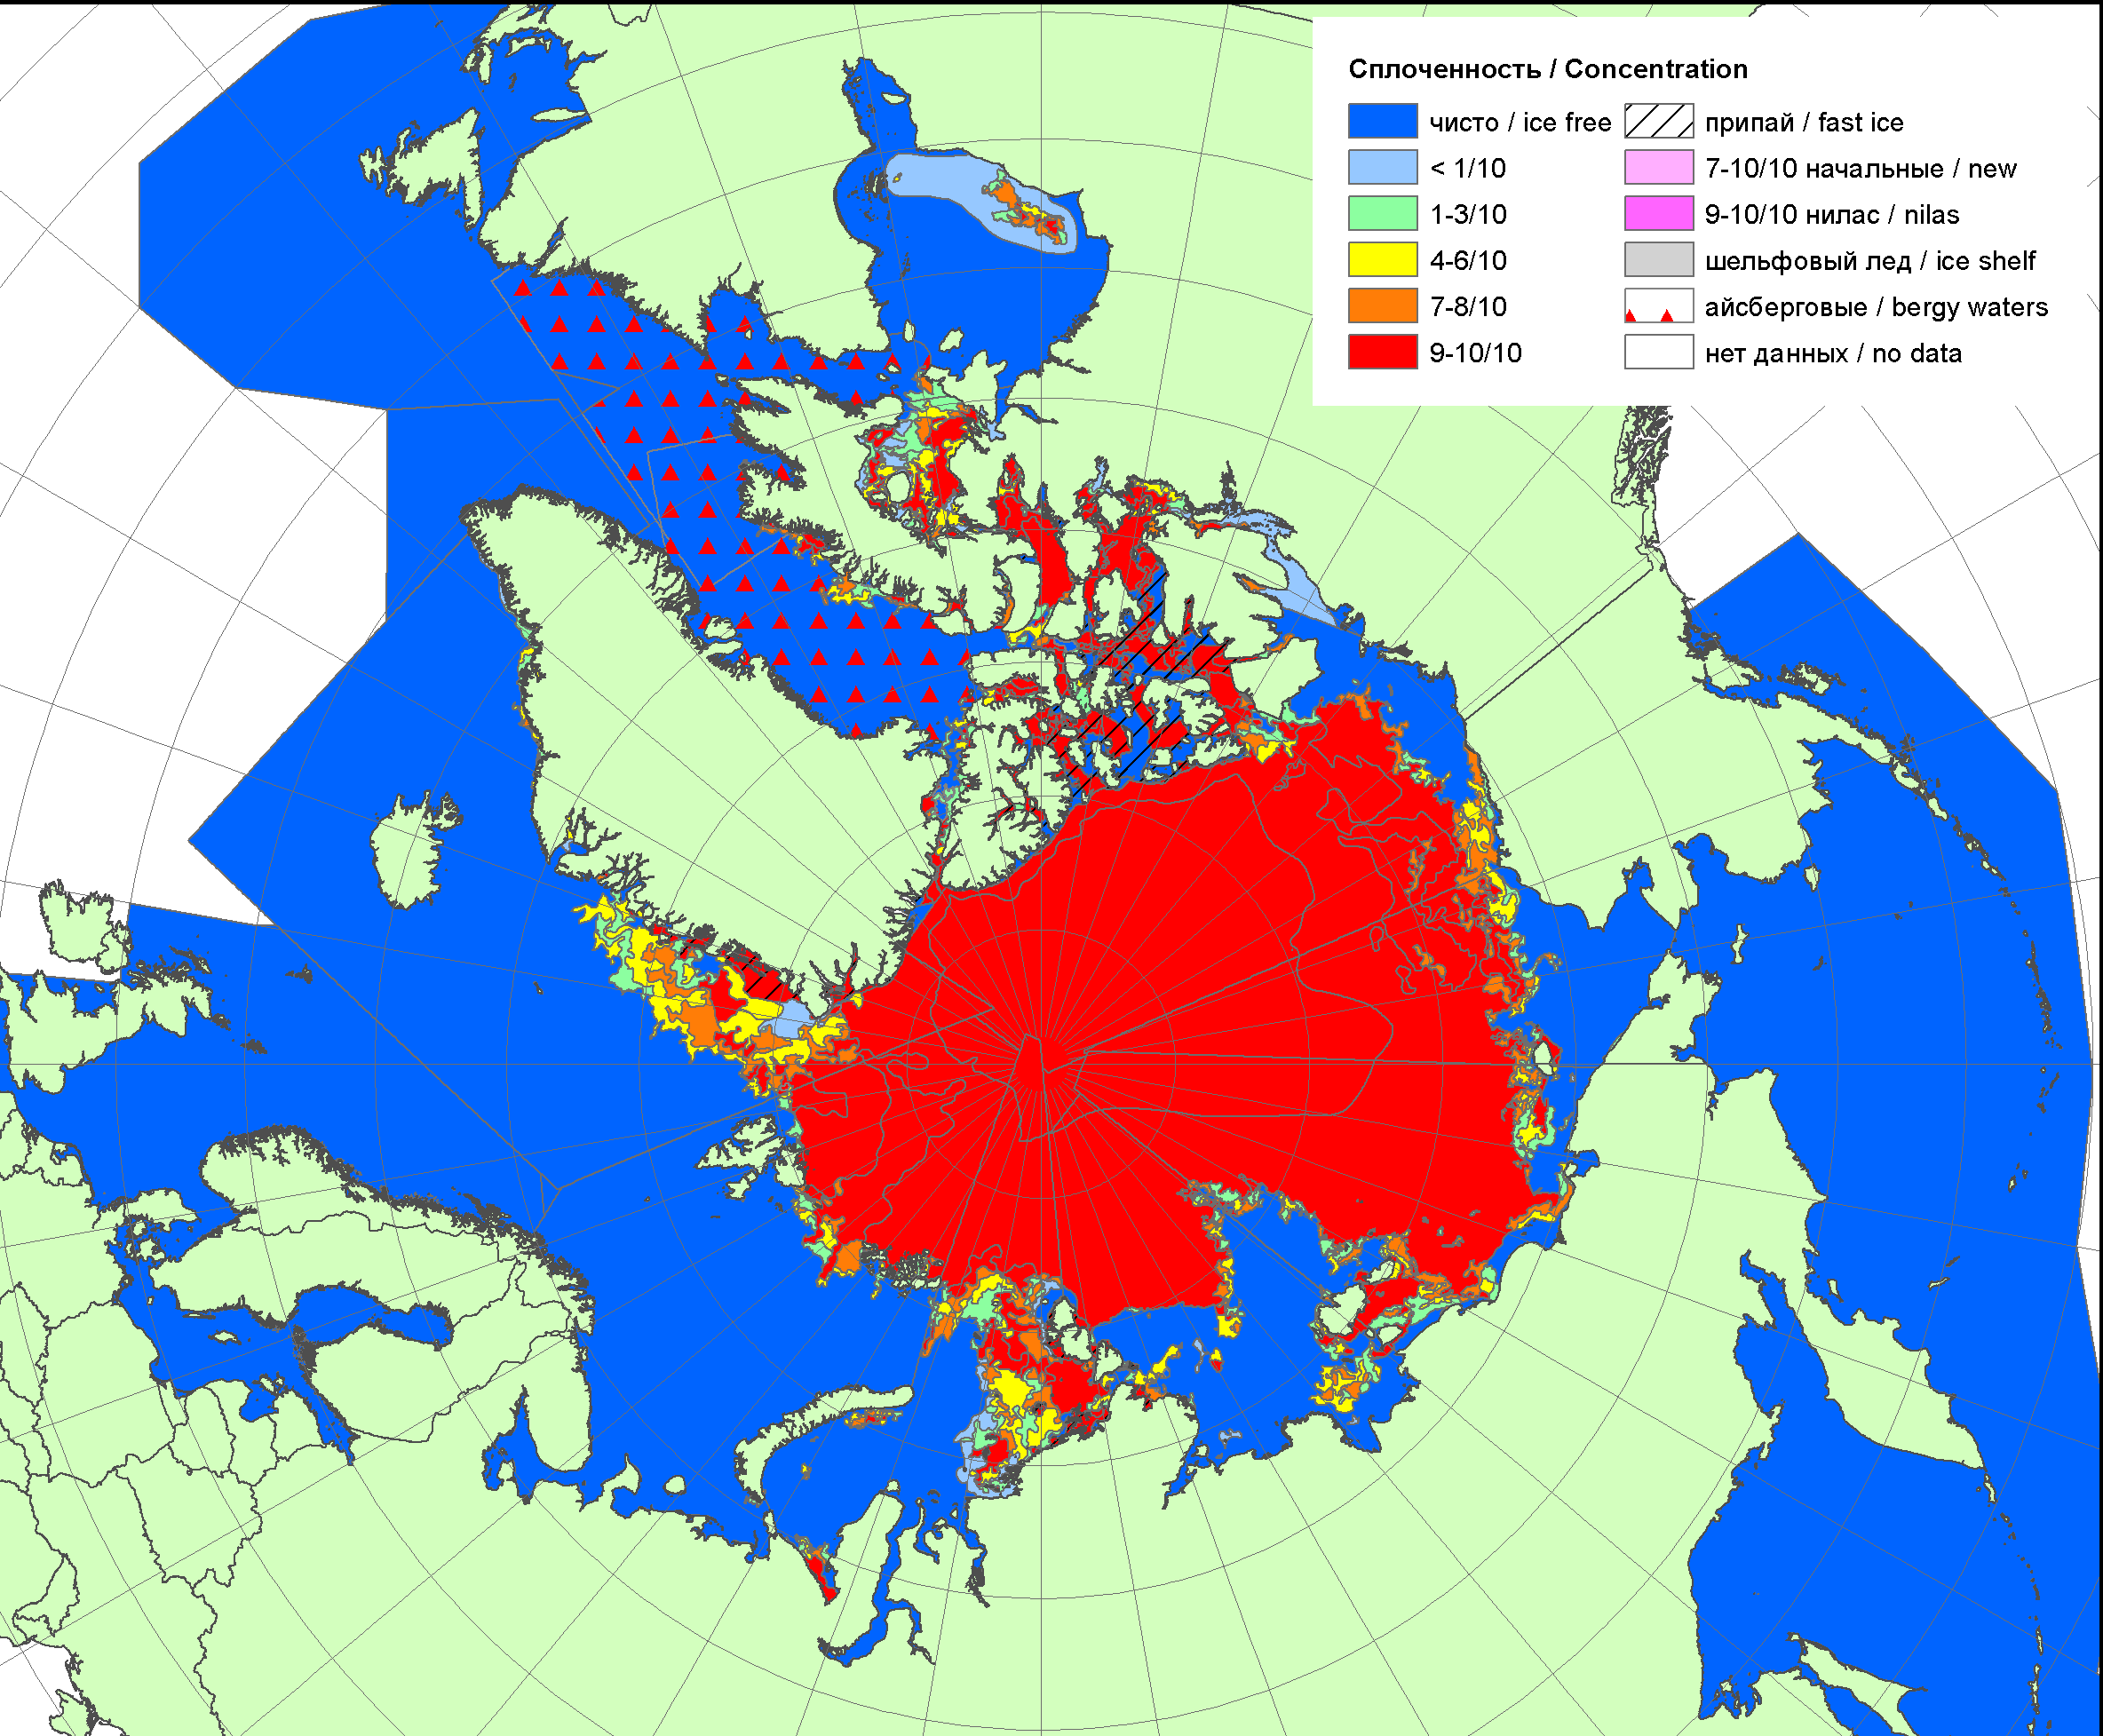 Сплоченность / Concentration
чисто / ice free
< 1/10
1-3/10
4-6/10
7-8/10
9-10/10
припай / fast ice
7-10/10 начальные / new
9-10/10 нилас / nilas
шельфовый лед / ice shelf
айсберговые / bergy waters
нет данных / no data